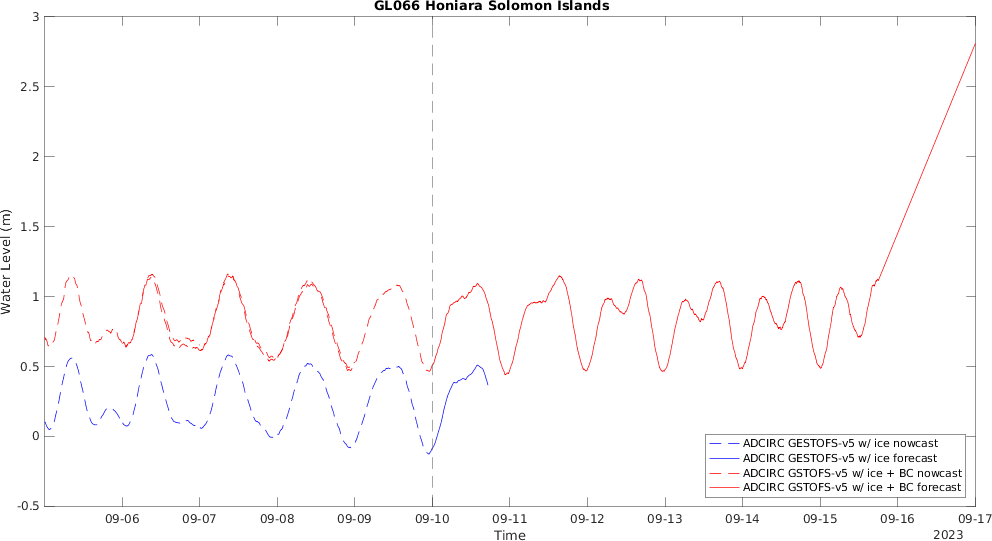 GL066 Honiara Solomon Islands
3
2.5
2
1.5
1
0.5
0
-0.5
Water Level (m)
ADCIRC GESTOFS-v5 w/ ice nowcast
ADCIRC GESTOFS-v5 w/ ice forecast
ADCIRC GSTOFS-v5 w/ ice + BC nowcast
ADCIRC GSTOFS-v5 w/ ice + BC forecast
09-06 09-07 09-08 09-09 09-10 09-11 09-12 09-13 09-14 09-15 09-16 09-17
Time
2023